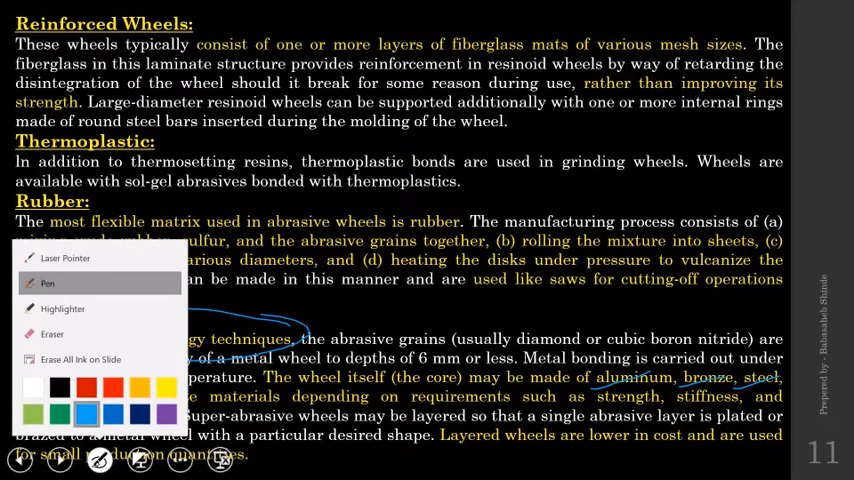 Reinforced Wheels:
These wheels typically consist of one or more layers of fiberglass mats of various mesh sizes. The
fiberglass in this laminate structure provides reinforcement in resinoid wheels by way of retarding the
disintegration of the wheel should it break for some reason during use, rather than improving its
strength. Large-diameter resinoid wheels can be supported additionally with one or more internal rings
made of round steel bars inserted during the molding of the wheel.
Thermoplastic:
In addition to thermosetting resins, thermoplastic bonds are used in grinding wheels. Wheels are
available with sol-gel abrasives bonded with thermoplastics.
Rubber:
The most flexible matrix used in abrasive wheels is rubber. The manufacturing process consists of (a)
sulfur, and the abrasive grains together, (b) rolling the mixture into sheets, (c)
various diameters, and (d) heating the disks under pressure to vulcanize the
can be made in this manner and are used like saws for cutting-off operations
techniques, the abrasive grains (usually diamond or cubic boron nitride) are
of a metal wheel to depths of 6 mm or less. Metal bonding is carried out under
The wheel itself (the core) may be made of aluminum, bronze, steel,
materials depending on requirements such as strength, stiffness, and
Super-abrasive wheels may be layered so that a single abrasive layer is plated or
brazed to a metal wheel with a particular desired shape. Layered wheels are lower in cost and are used
for small production quantities.
Laser Pointer
Pen
Highlighter
Eraser
Erase All Ink on Slide
Prepered by - Babasaheb Shinde
11